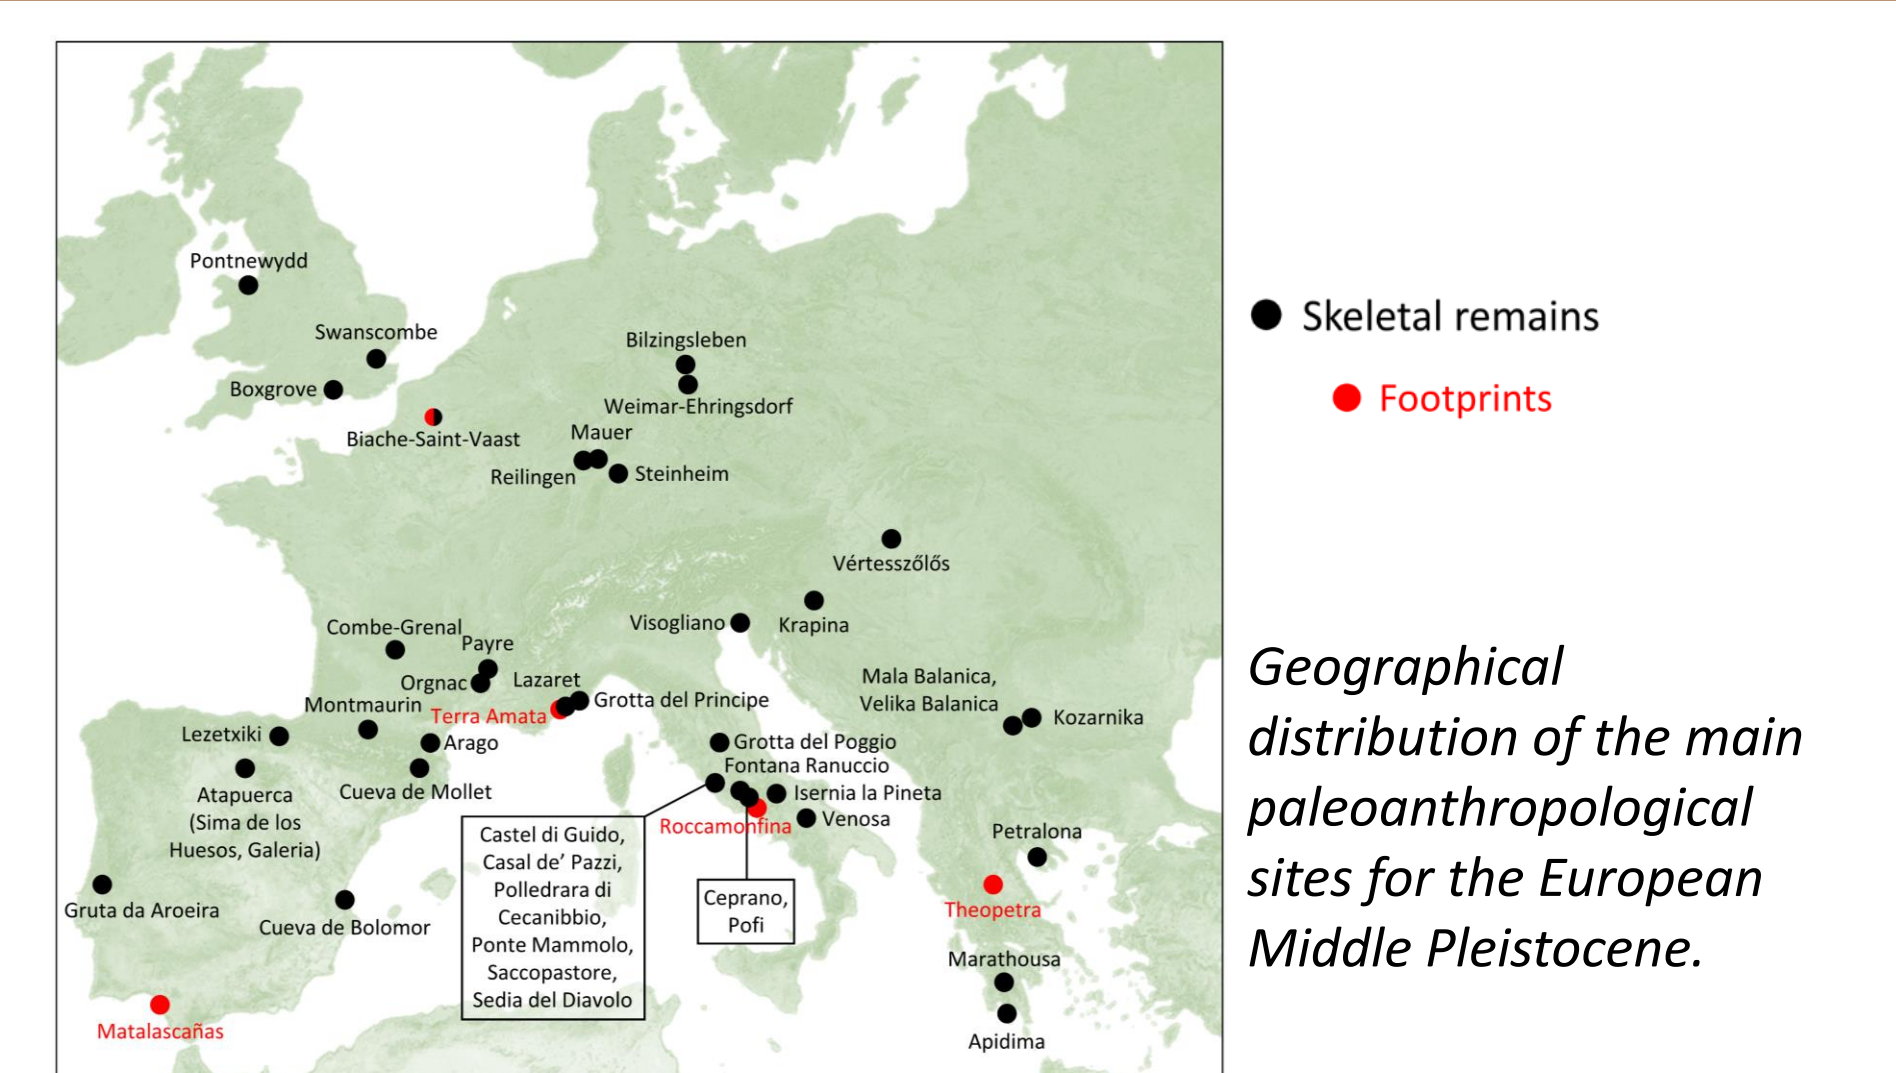 Pontnewydd
Swanscombe
Boxgrove
Biache-Saint-Vaast
Bilzingsleben
Weimar-Ehringsdorf
Mauer
Reilingen
Steinheim
Vértesszőlős
Krapina
Visogliano
Combe-Grenal
Payre
Orgnac
Lazaret
Grotta del Principe
Montmaurin
Terra Amata
Lezetxiki
Arago
Atapuerca
(Sima de los
Huesos, Galeria)
Cueva de Mollet
Mala Balanica,
Velika Balanica
Kozarnika
Grotta del Poggio
Fontana Ranuccio
Isernia la Pineta
Venosa
Roccamonfina
Castel di Guido,
Casal de’ Pazzi,
Polledrara di
Cecanibbio,
Ponte Mammolo,
Saccopastore,
Sedia del Diavolo
Ceprano,
Pofi
Petralona
Theopetra
Marathousa
Apidima
Gruta da Aroeira
Cueva de Bolomor
Matalascañas
Skeletal remains
Footprints
Geographical
distribution of the main
paleoanthropological
sites for the European
Middle Pleistocene.